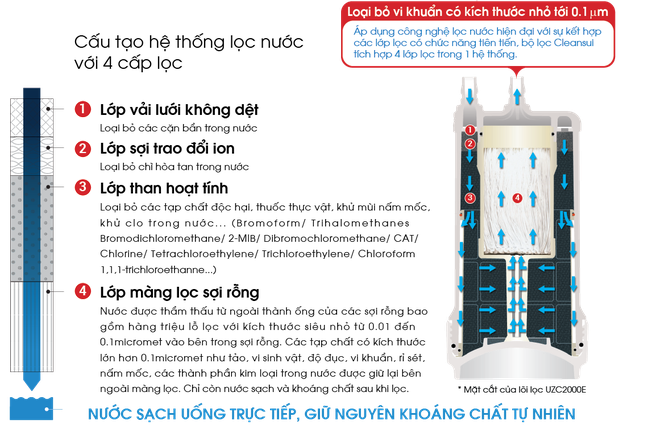 Loại bỏ vi khuẩn có kích thước nhỏ tới 0.1µm
Áp dụng công nghệ lọc nước hiện đại với sự kết hợp
các lớp lọc có chức năng tiên tiến, bộ lọc Cleansui
tích hợp 4 lớp lọc trong 1 hệ thống.
Cấu tạo hệ thống lọc nước
với 4 cấp lọc
1 Lớp vải lưới không dệt
Loại bỏ các cặn bẩn trong nước
2 Lớp sợi trao đổi ion
Loại bỏ chì hòa tan trong nước
3 Lớp than hoạt tính
Loại bỏ các tạp chất độc hại, thuốc thực vật, khử mùi nấm mốc,
khử clo trong nước... (Bromoform/ Trihalomethanes
Bromodichloromethane/ 2-MIB/ Dibromochloromethane/ CAT/
Chlorine/ Tetrachloroethylene/ Trichloroethylene/ Chloroform
1,1,1-trichloroethanne...)
4 Lớp màng lọc sợi rỗng
Nước được thẩm thấu từ ngoài thành ống của các sợi rỗng bao
gồm hàng triệu lỗ lọc với kích thước siêu nhỏ từ 0.01 đến
0.1micromet vào bên trong sợi rỗng. Các tạp chất có kích thước
lớn hơn 0.1micromet như tảo, vi sinh vật, độ đục, vi khuẩn, rỉ sét,
nấm mốc, các thành phần kim loại trong nước được giữ lại bên
ngoài màng lọc. Chỉ còn nước sạch và khoáng chất sau khi lọc.
1
2
3
4
* Mặt cắt của lõi lọc UZC2000E
NƯỚC SẠCH UỐNG TRỰC TIẾP, GIỮ NGUYÊN KHOÁNG CHẤT TỰ NHIÊN